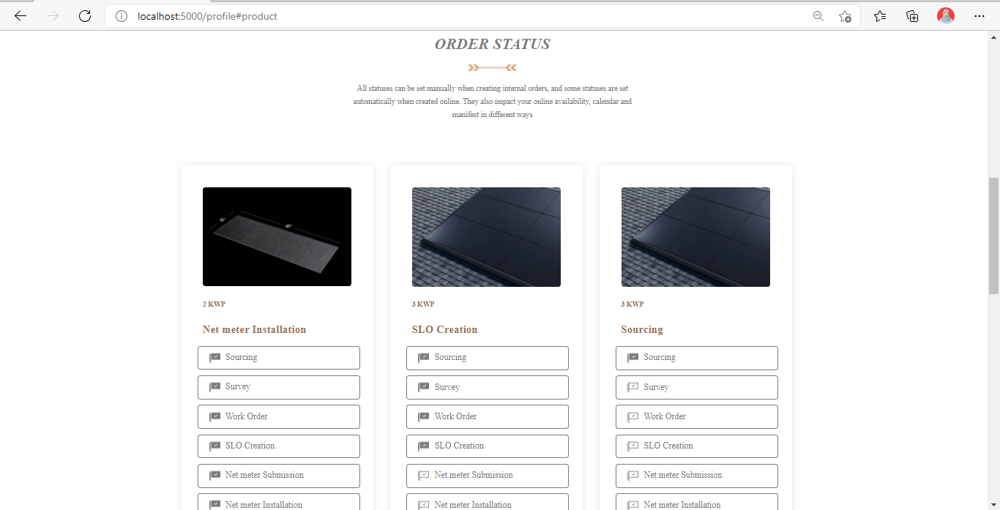 localhost:5000/profile#product
ORDER STATUS
All statuses can be set manually when creating internal orders, and some statuses are set
automatically when created online. They also impact your online availability, calendar and
manifest in different ways
15"
45"
2 KWP
Net meter Installation
Sourcing
Survey
Work Order
SLO Creation
Net meter Submission
Net meter Installation
3 KWP
SLO Creation
Sourcing
Survey
Work Order
SLO Creation
Net meter Submission
Net meter Installation
3 KWP
Sourcing
Sourcing
Survey
Work Order
SLO Creation
Net meter Submission
Net meter Installation